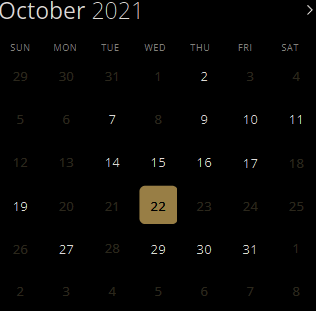 October 2021
SUN MON TUE WED THU FRI SAT
29 30 31 1 2 3 4
5 6 7 8 9 10 11
12 13 14 15 16 17 18
19 20 21 22 23 24 25
26 27 28 29 30 31 1
2 3 4 5 6 7 8